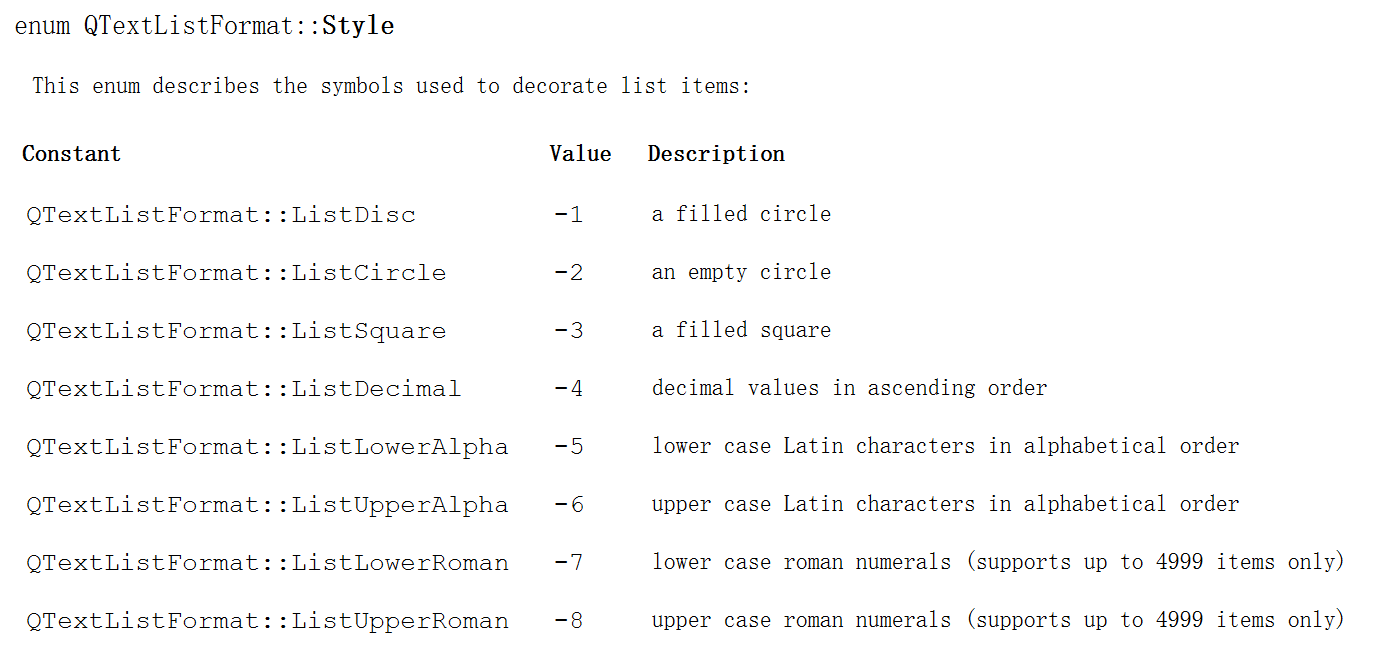 enum QTextListFormat::Style
This enum describes the symbols used to decorate list items:
Constant Value Description
QTextListFormat::ListDisc -1 a filled circle
QTextListFormat::ListCircle -2 an empty circle
QTextListFormat::ListSquare -3 a filled square
QTextListFormat::ListDecimal -4 decimal values in ascending order
QTextListFormat::ListLowerAlpha -5 lower case Latin characters in alphabetical order
QTextListFormat::ListUpperAlpha -6 upper case Latin characters in alphabetical order
QTextListFormat::ListLowerRoman -7 lower case roman numerals (supports up to 4999 items only)
QTextListFormat::ListUpperRoman -8 upper case roman numerals (supports up to 4999 items only)